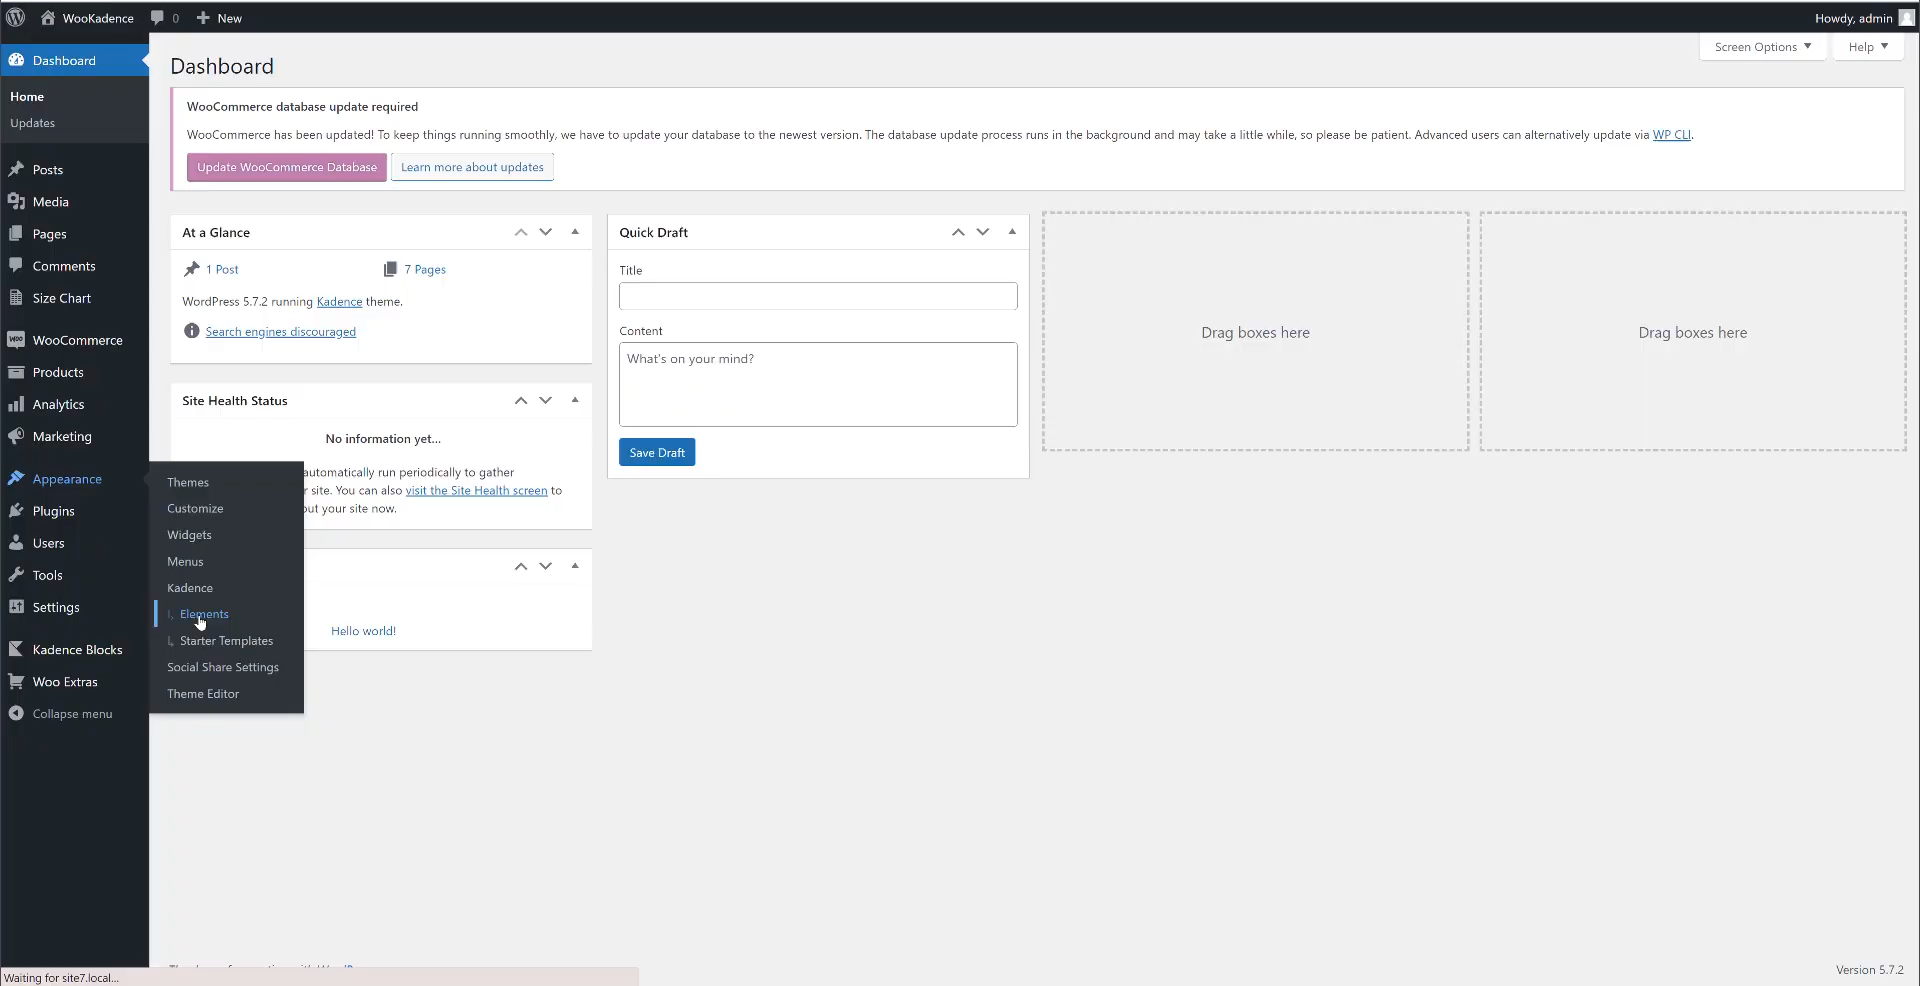 WooKadence 0 New Howdy, admin
Dashboard
Home
Updates
Posts
Media
Pages
Comments
Size Chart
WooCommerce
Products
Analytics
Marketing
Appearance
Plugins
Users
Tools
Settings
Kadence Blocks
Woo Extras
Collapse menu
Themes
Customize
Widgets
Menus
Kadence
Elements
Starter Templates
Social Share Settings
Theme Editor
Screen Options Help
Dashboard
WooCommerce database update required
WooCommerce has been updated! To keep things running smoothly, we have to update your database to the newest version. The database update process runs in the background and may take a little while, so please be patient. Advanced users can alternatively update via WP CLI.
Update WooCommerce Database Learn more about updates
At a Glance
1 Post 7 Pages
WordPress 5.7.2 running Kadence theme.
Search engines discouraged
Site Health Status
No information yet...
automatically run periodically to gather
site. You can also visit the Site Health screen to
your site now.
Hello world!
Quick Draft
Title
Content
What's on your mind?
Save Draft
Drag boxes here
Drag boxes here
Waiting for site7.local...
Version 5.7.2